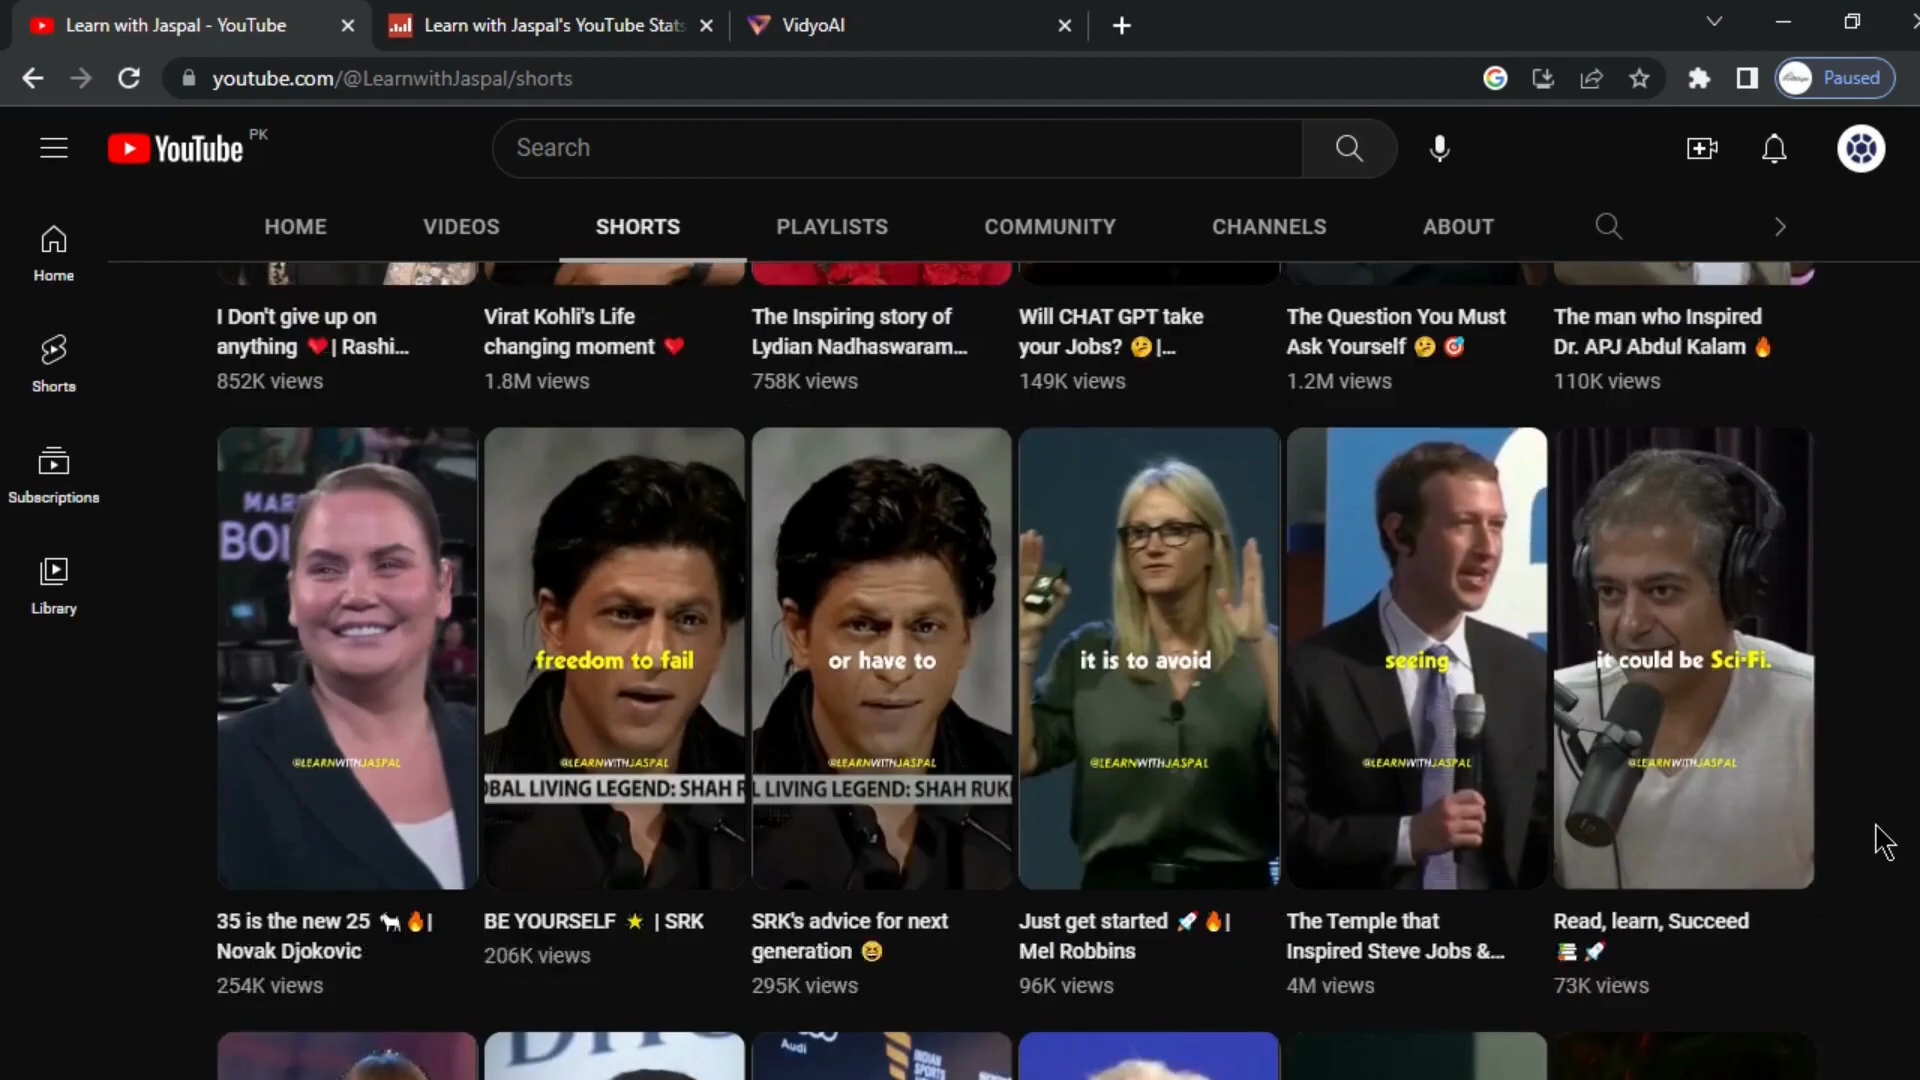 Learn with Jaspal - YouTube
Learn with Jaspal's YouTube Stats
VidyoAI
youtube.com/@LearnwithJaspal/shorts
Paused
YouTube PK
Search
HOME VIDEOS SHORTS PLAYLISTS COMMUNITY CHANNELS ABOUT
Home
Shorts
Subscriptions
Library
I Don't give up on
anything ❤️ | Rashi...
852K views
Virat Kohli's Life
changing moment ❤️
1.8M views
The Inspiring story of
Lydian Nadhaswaram...
758K views
Will CHAT GPT take
your Jobs? 🤔 |...
149K views
The Question You Must
Ask Yourself 🤔 🎯
1.2M views
The man who Inspired
Dr. APJ Abdul Kalam 🔥
110K views
BOI
@LEARNWITHJASPAL
freedom to fail
@LEARNWITHJASPAL
OBAL LIVING LEGEND: SHAH R
or have to
@LEARNWITHJASPAL
L LIVING LEGEND: SHAH RUK
it is to avoid
@LEARNWITHJASPAL
seeing
@LEARNWITHJASPAL
it could be Sci-Fi.
@LEARNWITHJASPAL
35 is the new 25 🐐🔥|
Novak Djokovic
254K views
BE YOURSELF ⭐ | SRK
206K views
SRK's advice for next
generation 😆
295K views
Just get started 🚀🔥|
Mel Robbins
96K views
The Temple that
Inspired Steve Jobs &...
4M views
Read, learn, Succeed
📚 🚀
73K views
Audi
INDIAN
SPORTS